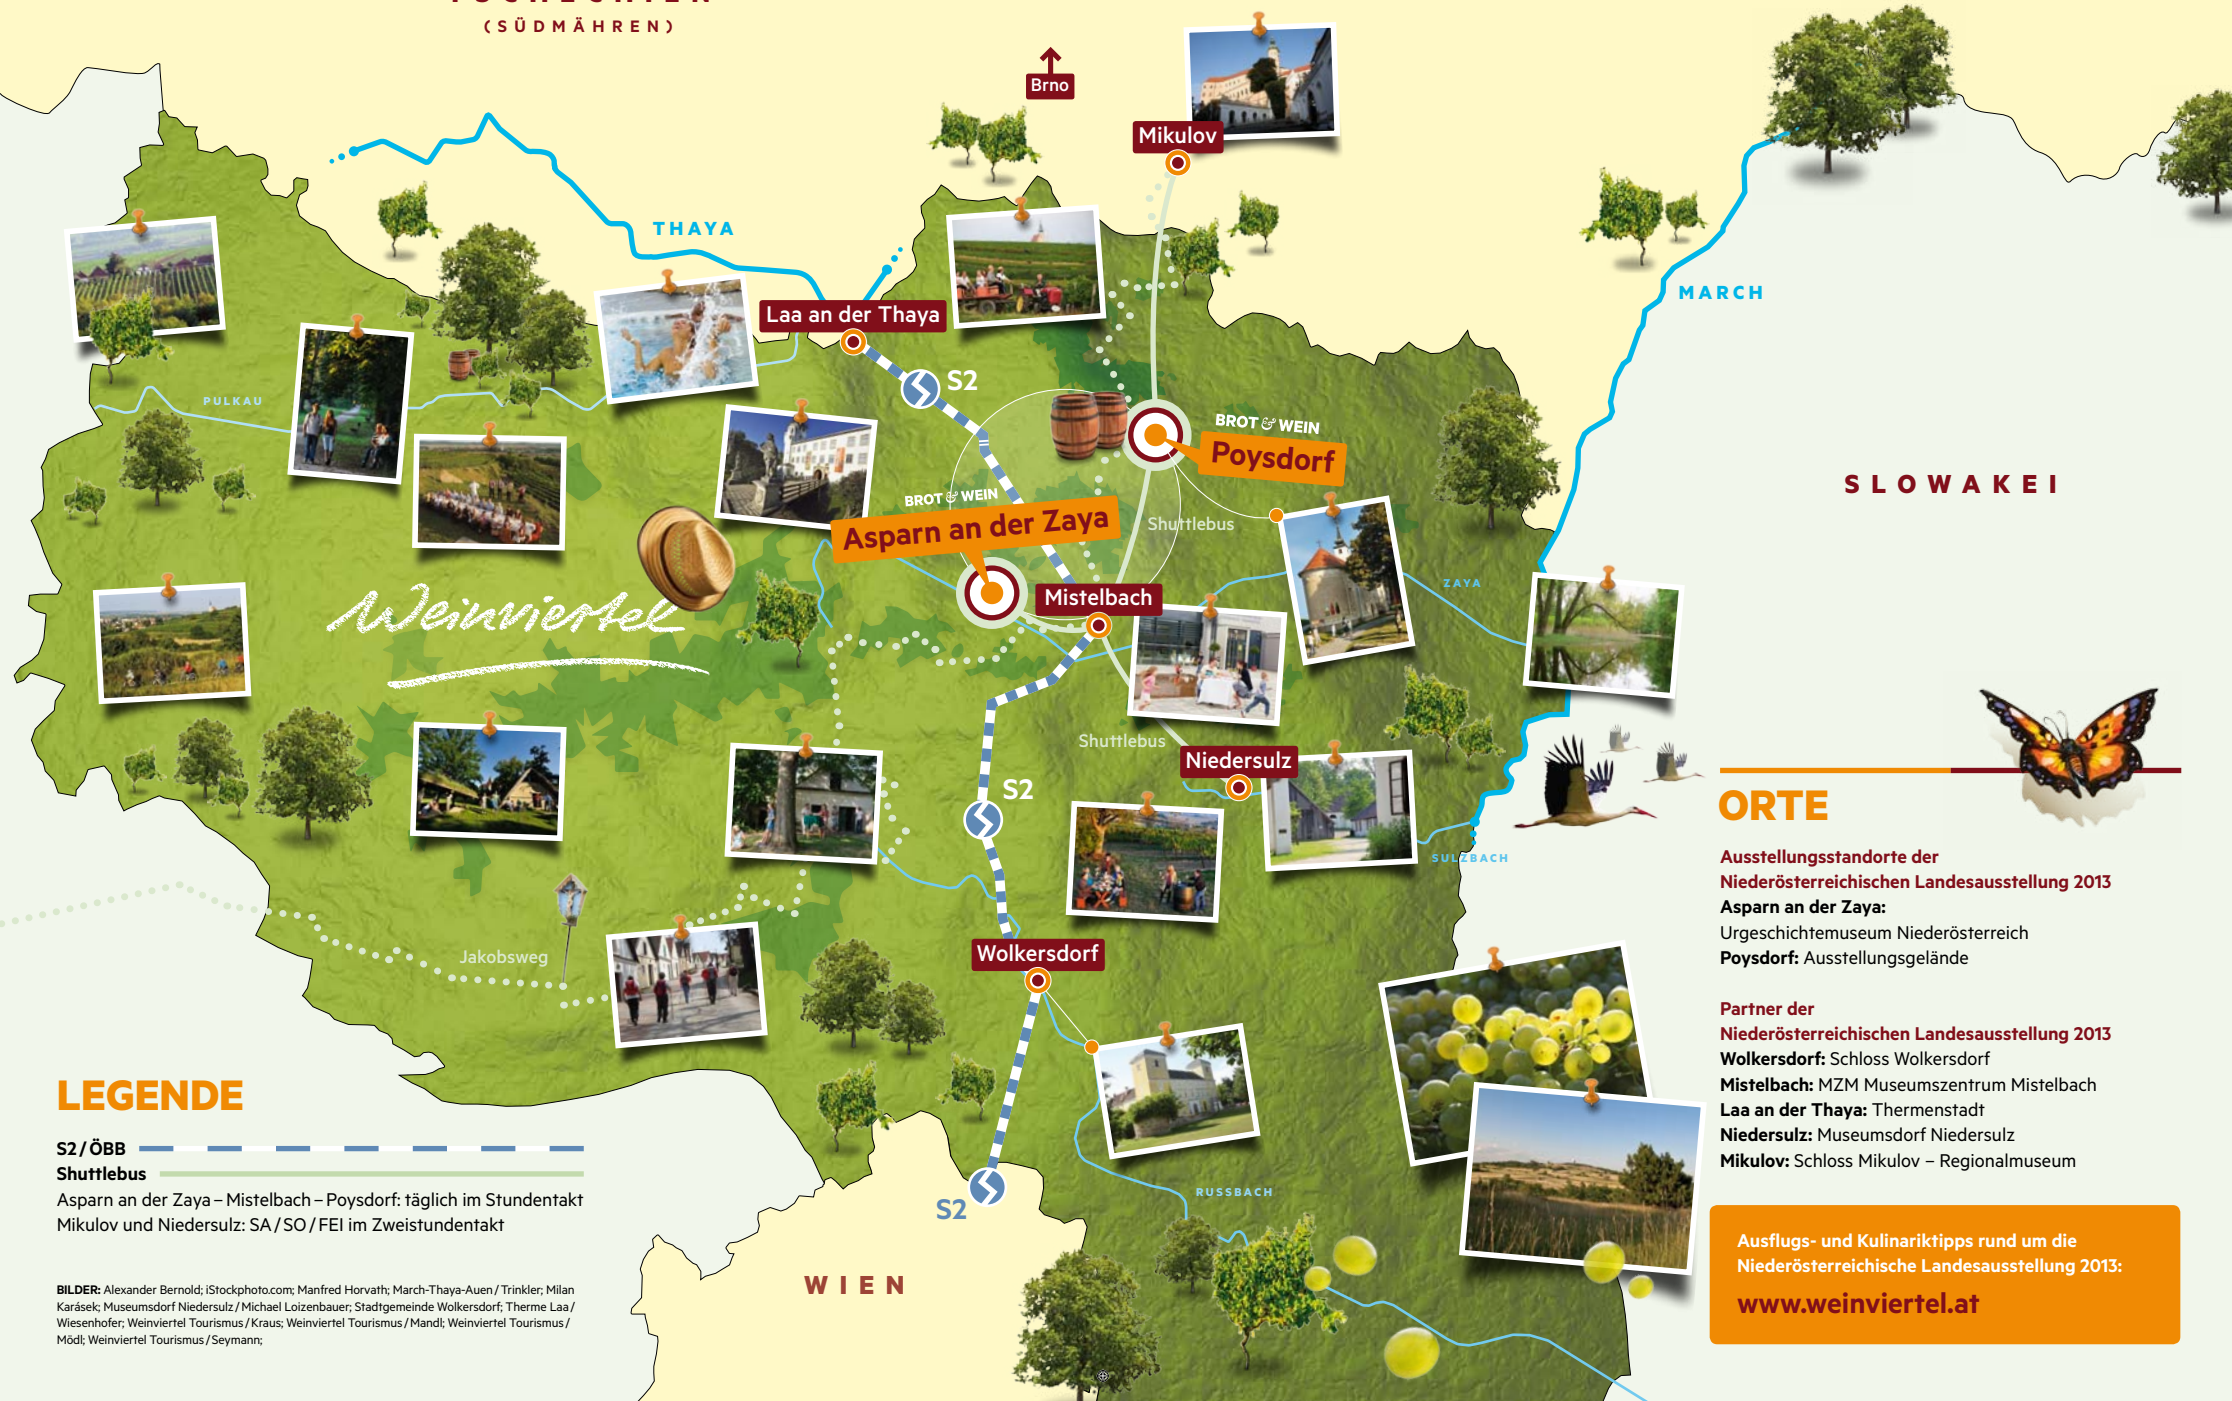 TSCHECHIEN
(SÜDMÄHREN)
Brno
Mikulov
THAYA
MARCH
Laa an der Thaya
S2
PULKAU
BROT & WEIN
Poysdorf
SLOWAKEI
BROT & WEIN
Asparn an der Zaya
Shuttlebus
ZAYA
Mistelbach
Weinviertel
Shuttlebus
Niedersulz
S2
SULZBACH
Jakobsweg
Wolkersdorf
RUSSBACH
S2
WIEN
LEGENDE
S2 / ÖBB
Shuttlebus
Asparn an der Zaya – Mistelbach – Poysdorf: täglich im Stundentakt
Mikulov und Niedersulz: SA / SO / FEI im Zweistundentakt
BILDER: Alexander Bernold; iStockphoto.com; Manfred Horvath; March-Thaya-Auen / Trinkler; Milan
Karásek; Museumsdorf Niedersulz / Michael Loizenbauer; Stadtgemeinde Wolkersdorf; Therme Laa /
Wiesenhofer; Weinviertel Tourismus / Kraus; Weinviertel Tourismus / Mandl; Weinviertel Tourismus /
Mödl; Weinviertel Tourismus / Seymann;
ORTE
Ausstellungsstandorte der
Niederösterreichischen Landesausstellung 2013
Asparn an der Zaya:
Urgeschichtemuseum Niederösterreich
Poysdorf: Ausstellungsgelände
Partner der
Niederösterreichischen Landesausstellung 2013
Wolkersdorf: Schloss Wolkersdorf
Mistelbach: MZM Museumszentrum Mistelbach
Laa an der Thaya: Thermenstadt
Niedersulz: Museumsdorf Niedersulz
Mikulov: Schloss Mikulov – Regionalmuseum
Ausflugs- und Kulinariktipps rund um die
Niederösterreichische Landesausstellung 2013:
www.weinviertel.at